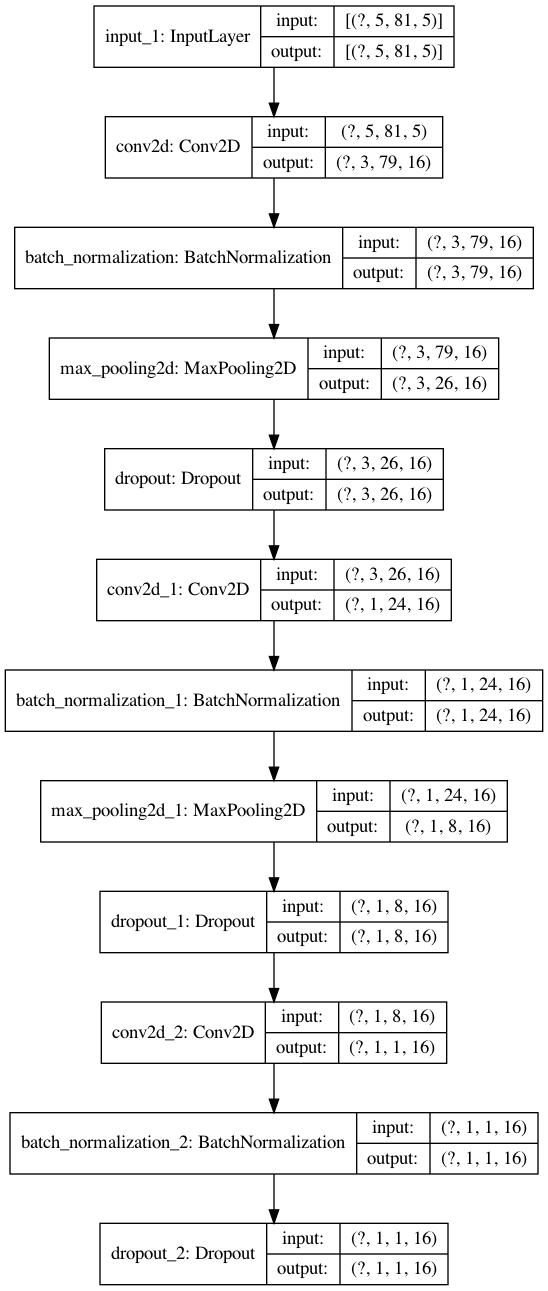 input_1: InputLayer
input: [(?, 5, 81, 5)]
output: [(?, 5, 81, 5)]
conv2d: Conv2D
input: (?, 5, 81, 5)
output: (?, 3, 79, 16)
batch_normalization: BatchNormalization
input: (?, 3, 79, 16)
output: (?, 3, 79, 16)
max_pooling2d: MaxPooling2D
input: (?, 3, 79, 16)
output: (?, 3, 26, 16)
dropout: Dropout
input: (?, 3, 26, 16)
output: (?, 3, 26, 16)
conv2d_1: Conv2D
input: (?, 3, 26, 16)
output: (?, 1, 24, 16)
batch_normalization_1: BatchNormalization
input: (?, 1, 24, 16)
output: (?, 1, 24, 16)
max_pooling2d_1: MaxPooling2D
input: (?, 1, 24, 16)
output: (?, 1, 8, 16)
dropout_1: Dropout
input: (?, 1, 8, 16)
output: (?, 1, 8, 16)
conv2d_2: Conv2D
input: (?, 1, 8, 16)
output: (?, 1, 1, 16)
batch_normalization_2: BatchNormalization
input: (?, 1, 1, 16)
output: (?, 1, 1, 16)
dropout_2: Dropout
input: (?, 1, 1, 16)
output: (?, 1, 1, 16)